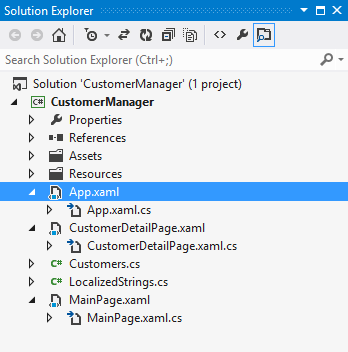 Solution Explorer
Search Solution Explorer (Ctrl+;)
Solution 'CustomerManager' (1 project)
C# CustomerManager
Properties
References
Assets
Resources
App.xaml
App.xaml.cs
CustomerDetailPage.xaml
CustomerDetailPage.xaml.cs
C# Customers.cs
C# LocalizedStrings.cs
MainPage.xaml
MainPage.xaml.cs